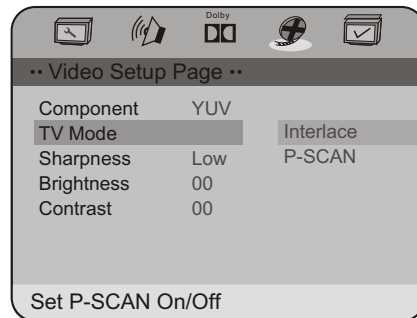 Dolby
•• Video Setup Page ••
Component YUV
TV Mode Interlace
Sharpness Low P-SCAN
Brightness 00
Contrast 00
Set P-SCAN On/Off